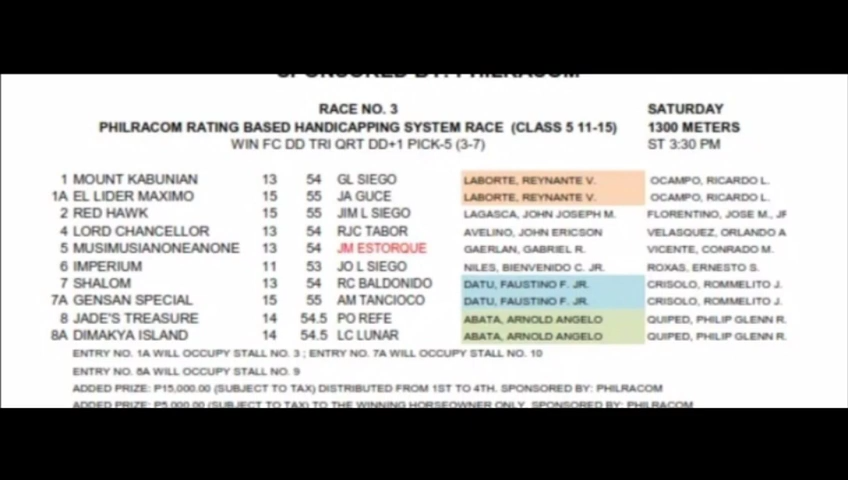 SPONSORED BY: PHILRACOM
RACE NO. 3 SATURDAY
PHILRACOM RATING BASED HANDICAPPING SYSTEM RACE (CLASS 5 11-15) 1300 METERS
WIN FC DD TRI QRT DD+1 PICK-5 (3-7) ST 3:30 PM
1 MOUNT KABUNIAN 13 54 GL SIEGO LABORTE, REYNANTE V. OCAMPO, RICARDO L.
1A EL LIDER MAXIMO 15 55 JA GUCE LABORTE, REYNANTE V. OCAMPO, RICARDO L.
2 RED HAWK 15 55 JIM L SIEGO LAGASCA, JOHN JOSEPH M. FLORENTINO, JOSE M., JR
4 LORD CHANCELLOR 13 54 RJC TABOR AVELINO, JOHN ERICSON VELASQUEZ, ORLANDO A
5 MUSIMUSIANONEANONE 13 54 JM ESTORQUE GAERLAN, GABRIEL R. VICENTE, CONRADO M.
6 IMPERIUM 11 53 JO L SIEGO NILES, BIENVENIDO C. JR. ROXAS, ERNESTO S.
7 SHALOM 13 54 RC BALDONIDO DATU, FAUSTINO F. JR. CRISOLO, ROMMELITO J.
7A GENSAN SPECIAL 15 55 AM TANCIOCO DATU, FAUSTINO F. JR. CRISOLO, ROMMELITO J.
8 JADE'S TREASURE 14 54.5 PO REFE ABATA, ARNOLD ANGELO QUIPED, PHILIP GLENN R.
8A DIMAKYA ISLAND 14 54.5 LC LUNAR ABATA, ARNOLD ANGELO QUIPED, PHILIP GLENN R.
ENTRY NO. 1A WILL OCCUPY STALL NO. 3 ; ENTRY NO. 7A WILL OCCUPY STALL NO. 10
ENTRY NO. 8A WILL OCCUPY STALL NO. 9
ADDED PRIZE: P15,000.00 (SUBJECT TO TAX) DISTRIBUTED FROM 1ST TO 4TH. SPONSORED BY: PHILRACOM
ADDED PRIZE: P5,000.00 (SUBJECT TO TAX) TO THE WINNING HORSEOWNER ONLY. SPONSORED BY: PHILRACOM